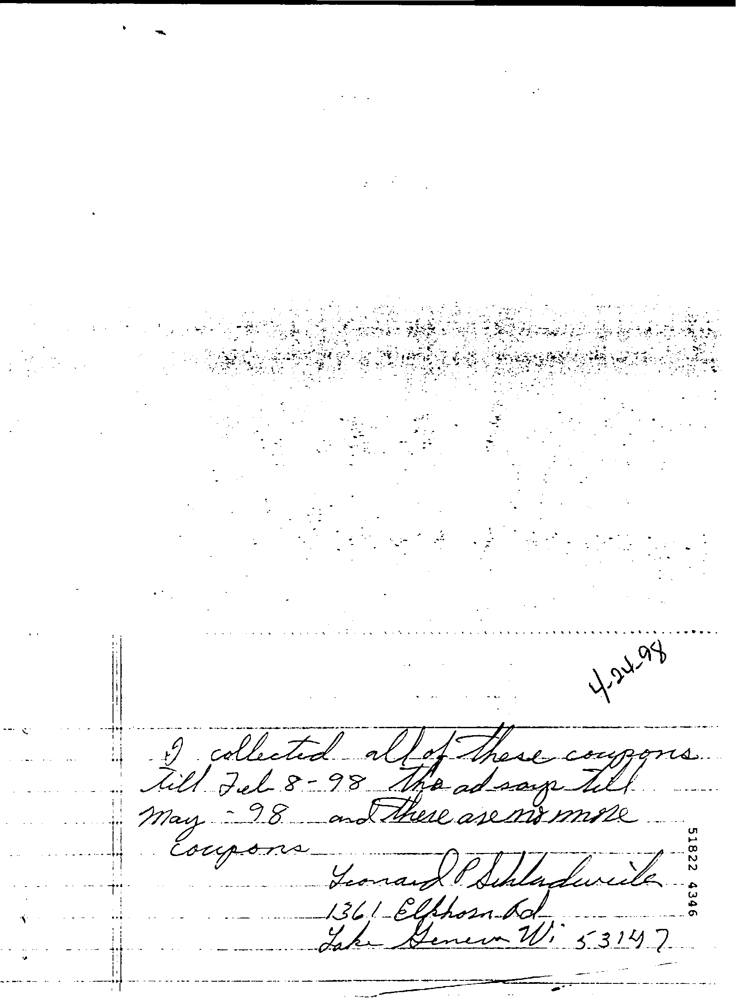 4-24-98
I collected all of these coupons
till Feb 8-98 The ad says till
May - 98 and there are no more
coupons
Leonard P Schladweiler
1361 Elkhorn Rd
Lake Geneva Wi 53147
51822 4346